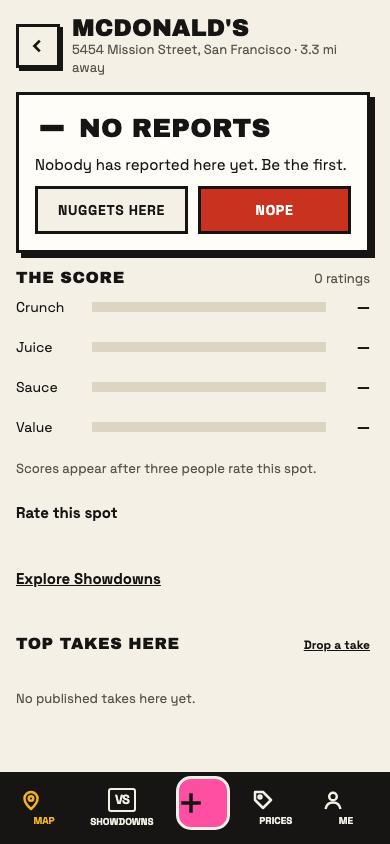 MCDONALD'S
5454 Mission Street, San Francisco · 3.3 mi
away
— NO REPORTS
Nobody has reported here yet. Be the first.
NUGGETS HERE
NOPE
THE SCORE
0 ratings
Crunch —
Juice —
Sauce —
Value —
Scores appear after three people rate this spot.
Rate this spot
Explore Showdowns
TOP TAKES HERE
Drop a take
No published takes here yet.
VS
MAP
SHOWDOWNS
PRICES
ME